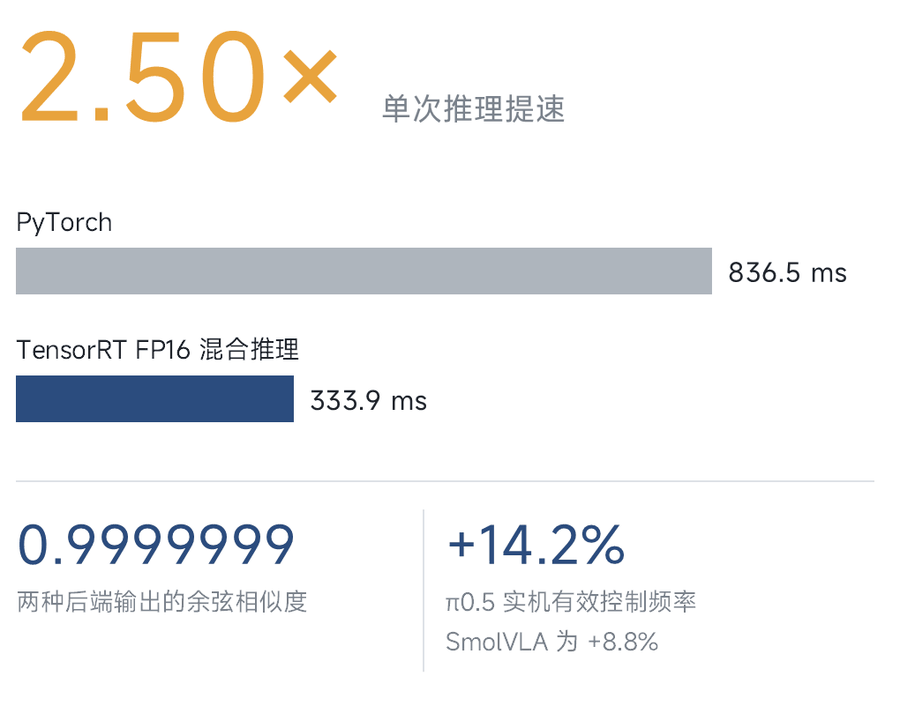 2.50×
单次推理提速
PyTorch
836.5 ms
TensorRT FP16 混合推理
333.9 ms
0.9999999
两种后端输出的余弦相似度
+14.2%
π0.5 实机有效控制频率
SmolVLA 为 +8.8%